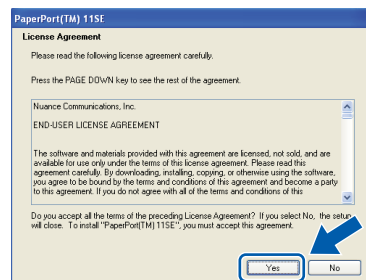 PaperPort(TM) 11SE
License Agreement
Please read the following license agreement carefully.
Press the PAGE DOWN key to see the rest of the agreement.
Nuance Communications, Inc.
END-USER LICENSE AGREEMENT
The software and materials provided with this agreement are licensed, not sold, and are
available for use only under the terms of this license agreement. Please read this
agreement carefully. By downloading, installing, copying, or otherwise using the software,
you agree to be bound by the terms and conditions of this agreement and become a party
to this agreement. If you do not agree with all of the terms and conditions of this
Do you accept all the terms of the preceding License Agreement? If you select No, the setup
will close. To install "PaperPort(TM) 11SE", you must accept this agreement.
Yes
No